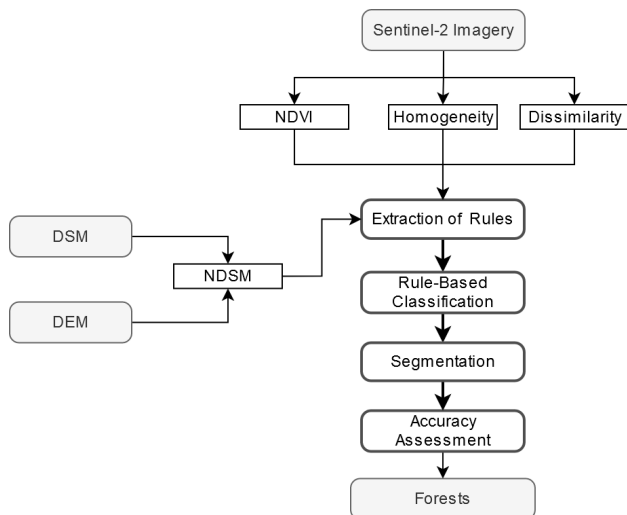 Sentinel-2 Imagery
NDVI
Homogeneity
Dissimilarity
Extraction of Rules
DSM
NDSM
DEM
Rule-Based
Classification
Segmentation
Accuracy
Assessment
Forests